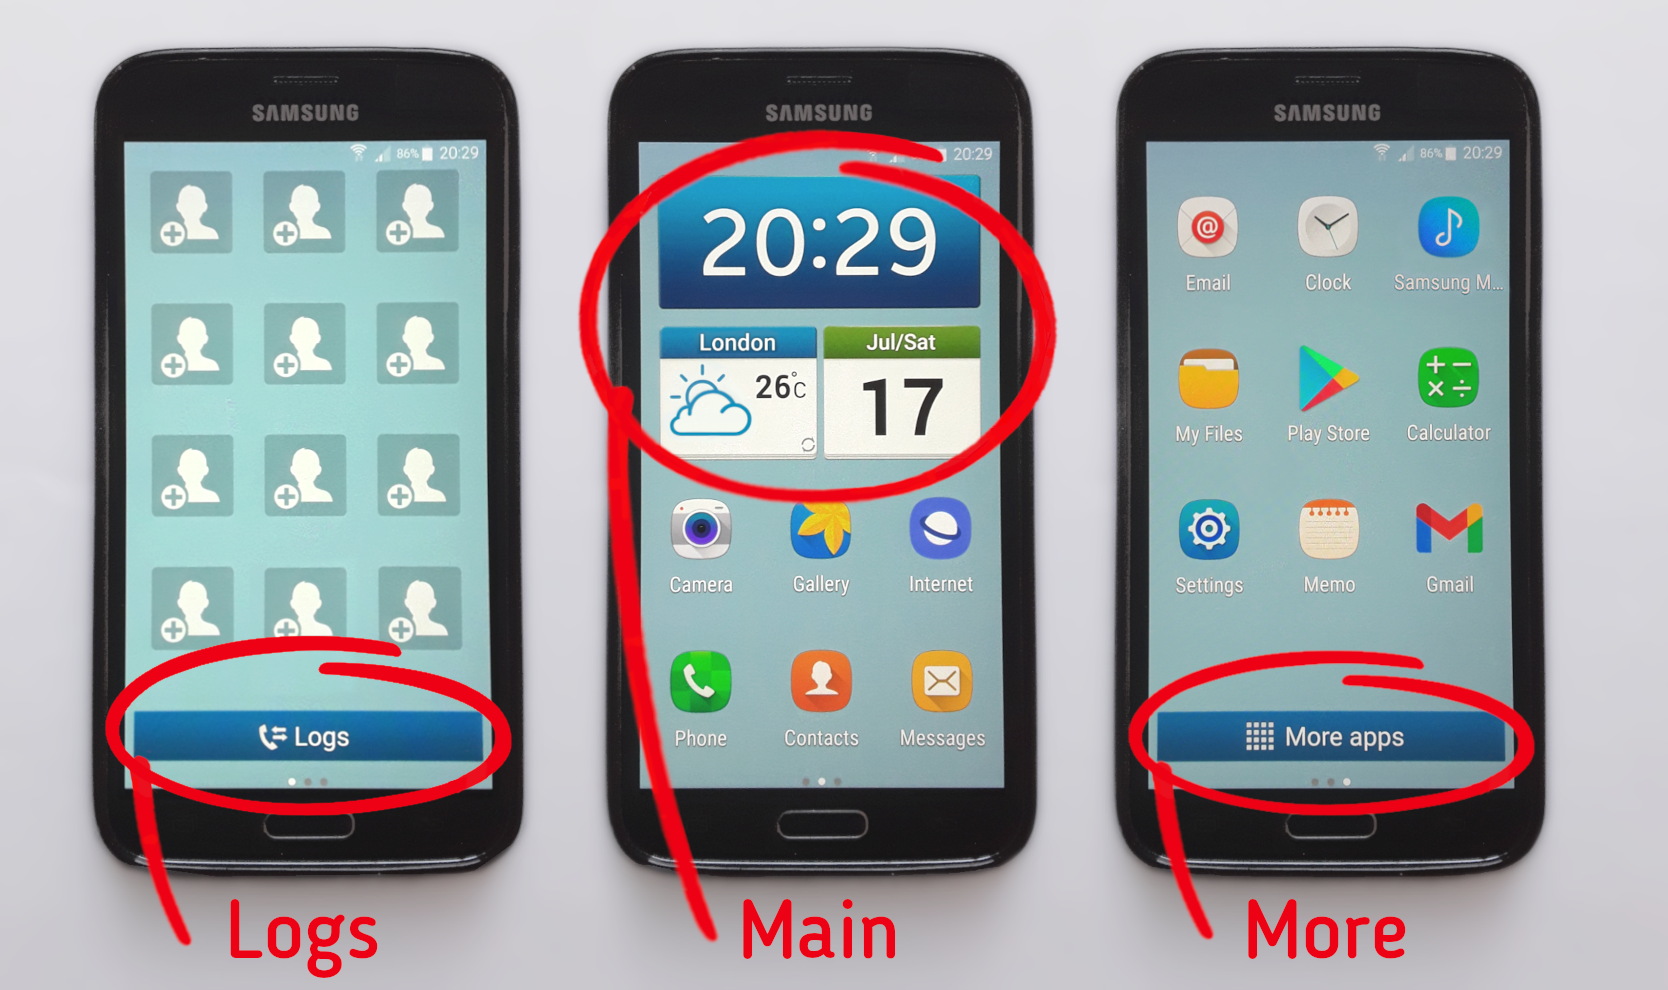 SAMSUNG
86% 20:29
Logs
Logs
SAMSUNG
20:29
20:29
London
26°C
Jul/Sat
17
Camera Gallery Internet
Phone Contacts Messages
Main
SAMSUNG
86% 20:29
@
Email Clock Samsung M...
My Files Play Store Calculator
Settings Memo Gmail
More apps
More